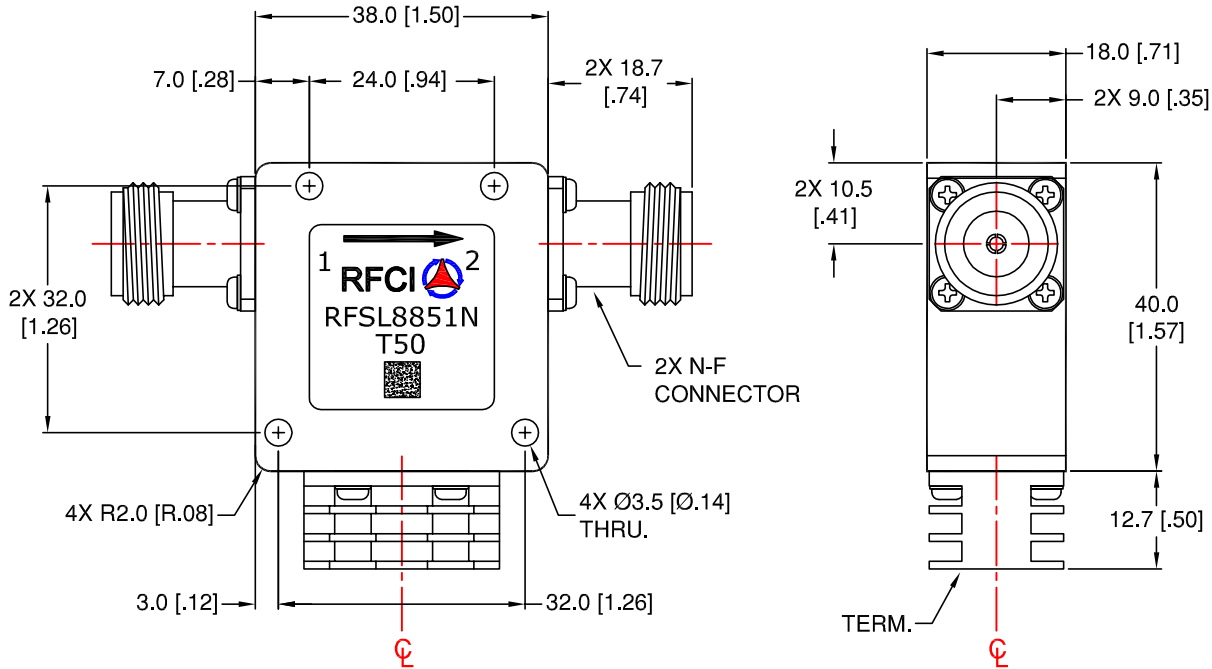 38.0 [1.50]
7.0 [.28]
24.0 [.94]
2X 18.7
[.74]
2X 32.0
[1.26]
1
2
RFCI
RFSL8851N
T50
2X N-F
CONNECTOR
4X R2.0 [R.08]
4X Ø3.5 [Ø.14]
THRU.
3.0 [.12]
32.0 [1.26]
℄
18.0 [.71]
2X 9.0 [.35]
2X 10.5
[.41]
40.0
[1.57]
12.7 [.50]
TERM.
℄